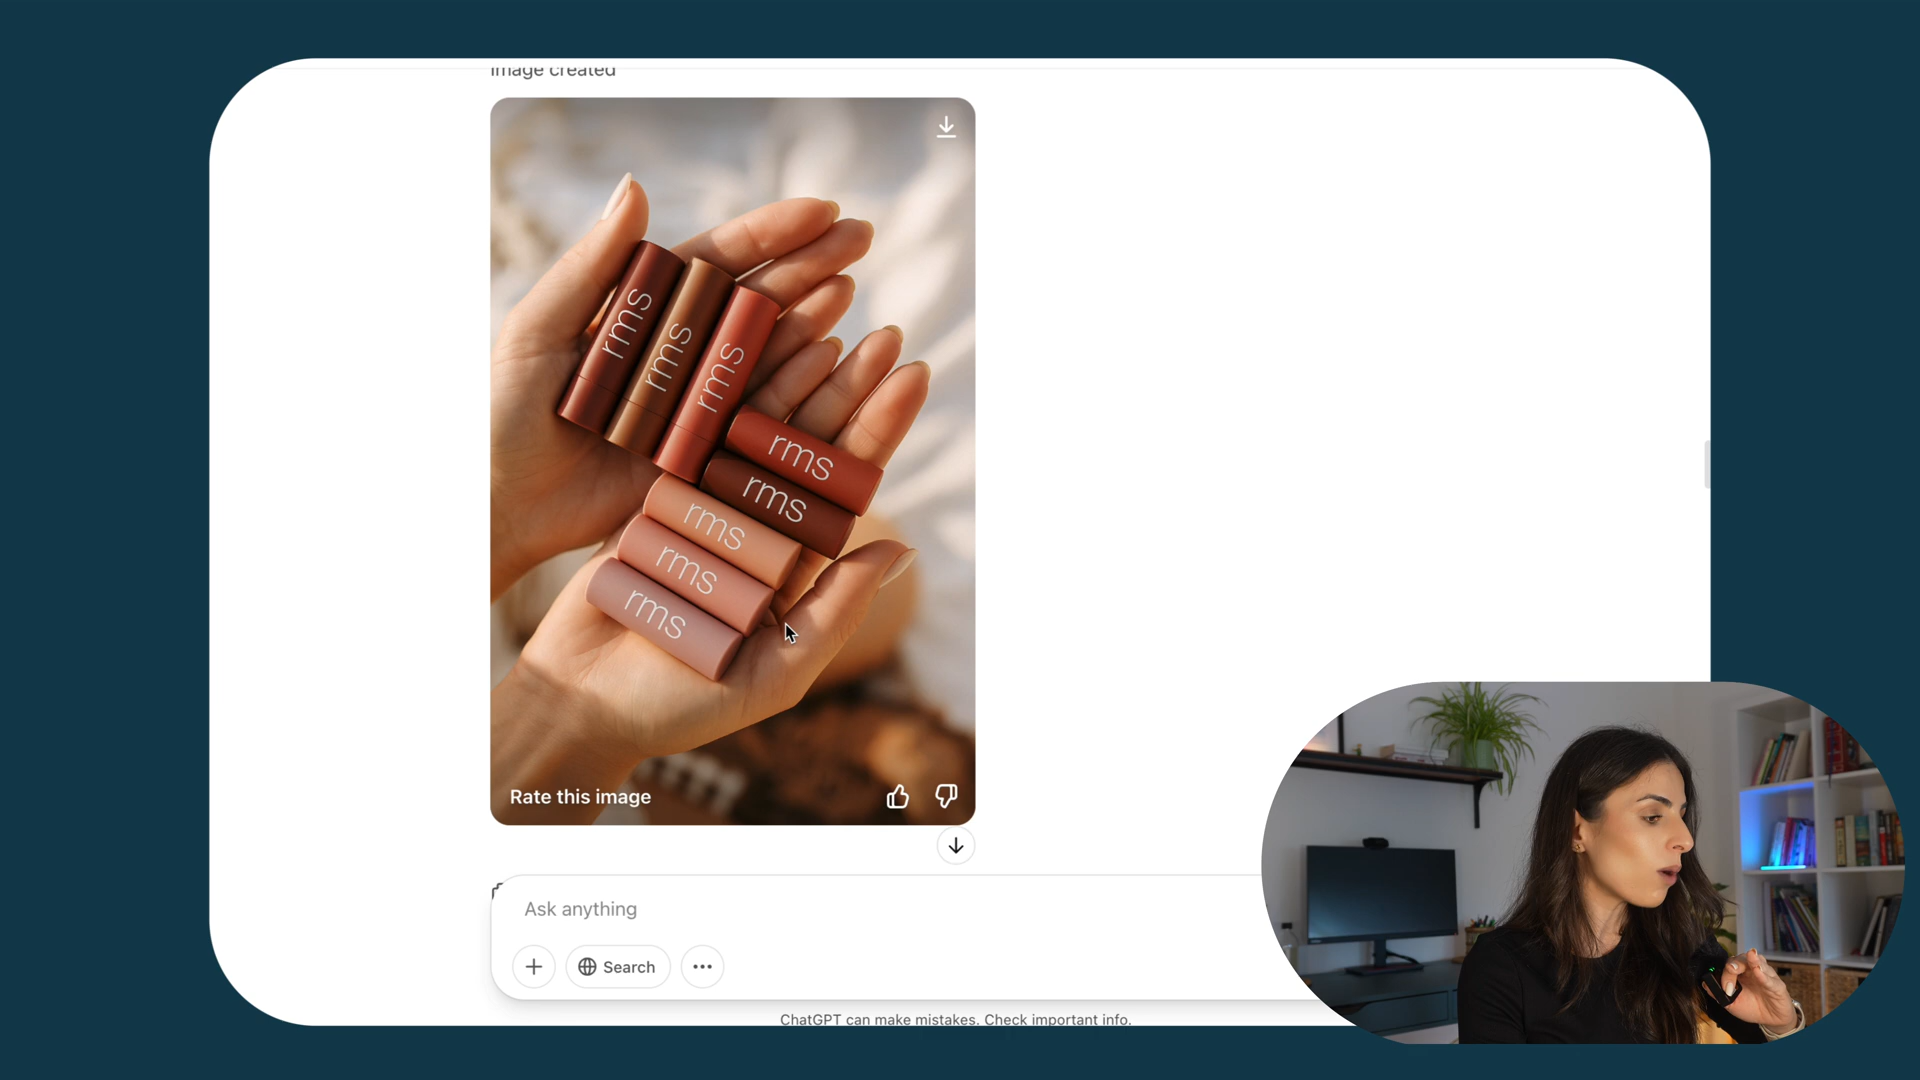 Image created
rms
rms
rms
rms
rms
rms
rms
rms
Rate this image
Ask anything
Search
ChatGPT can make mistakes. Check important info.